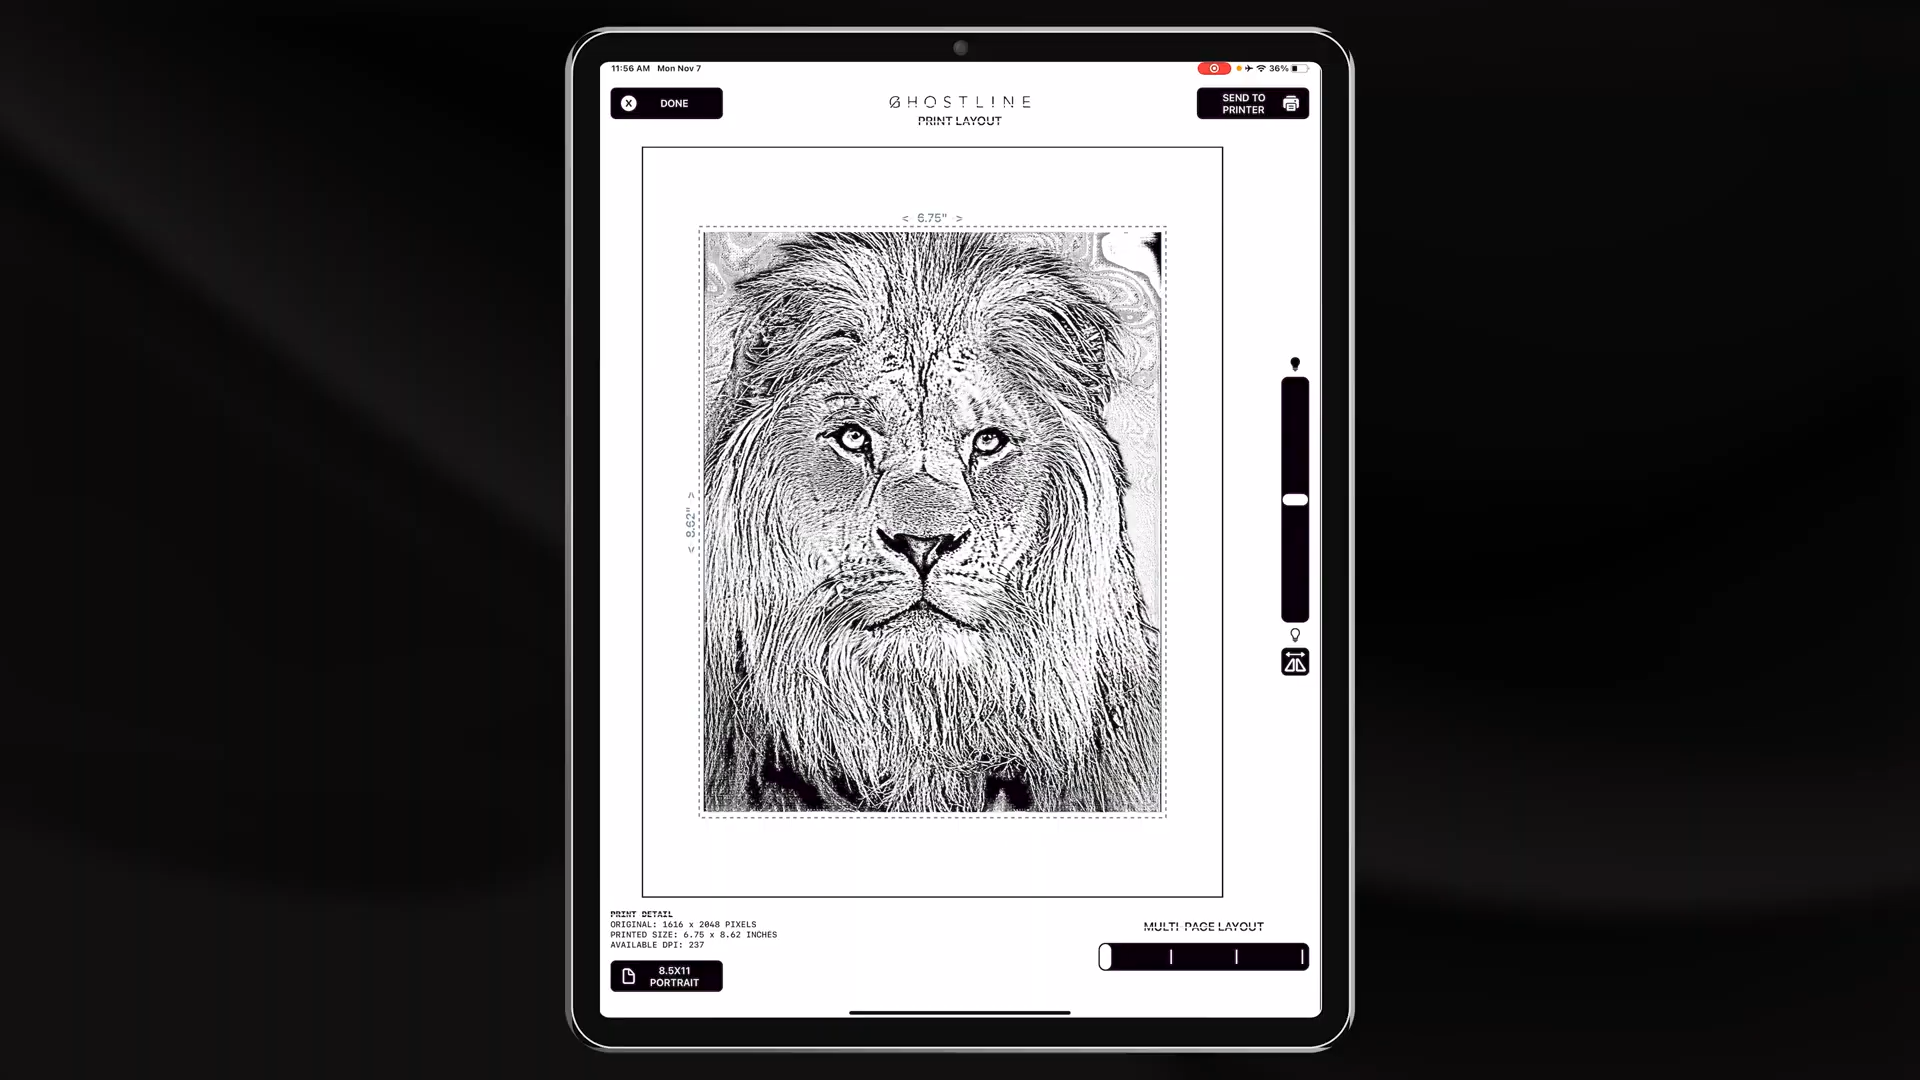 11:56 AM Mon Nov 7
36%
DONE
GHOSTLINE
PRINT LAYOUT
SEND TO
PRINTER
< 6.75" >
< 8.62" >
PRINT DETAIL
ORIGINAL: 1616 x 2048 PIXELS
PRINTED SIZE: 6.75 x 8.62 INCHES
AVAILABLE DPI: 237
8.5X11
PORTRAIT
MULTI-PAGE LAYOUT